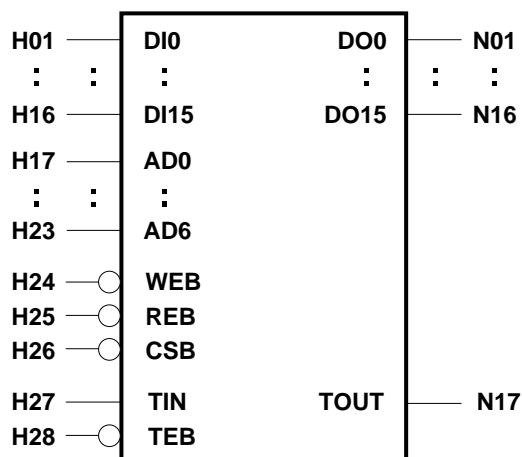 H01 DI0 DO0 N01
: : : : : :
H16 DI15 DO15 N16
H17 AD0
: : :
H23 AD6
H24 WEB
H25 REB
H26 CSB
H27 TIN TOUT N17
H28 TEB